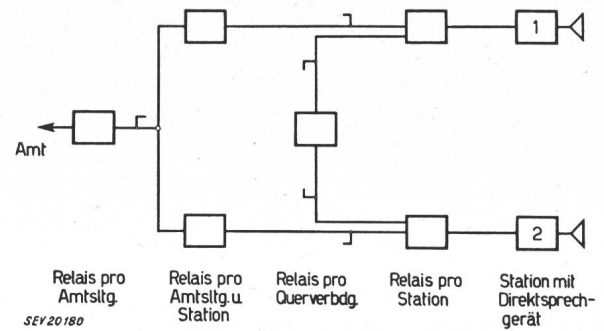 1
Amt
2
Relais pro
Amtsltg.
Relais pro
Amtsltg. u.
Station
Relais pro
Querverbdg.
Relais pro
Station
Station mit
Direktsprech-
gerät
SEV 20180